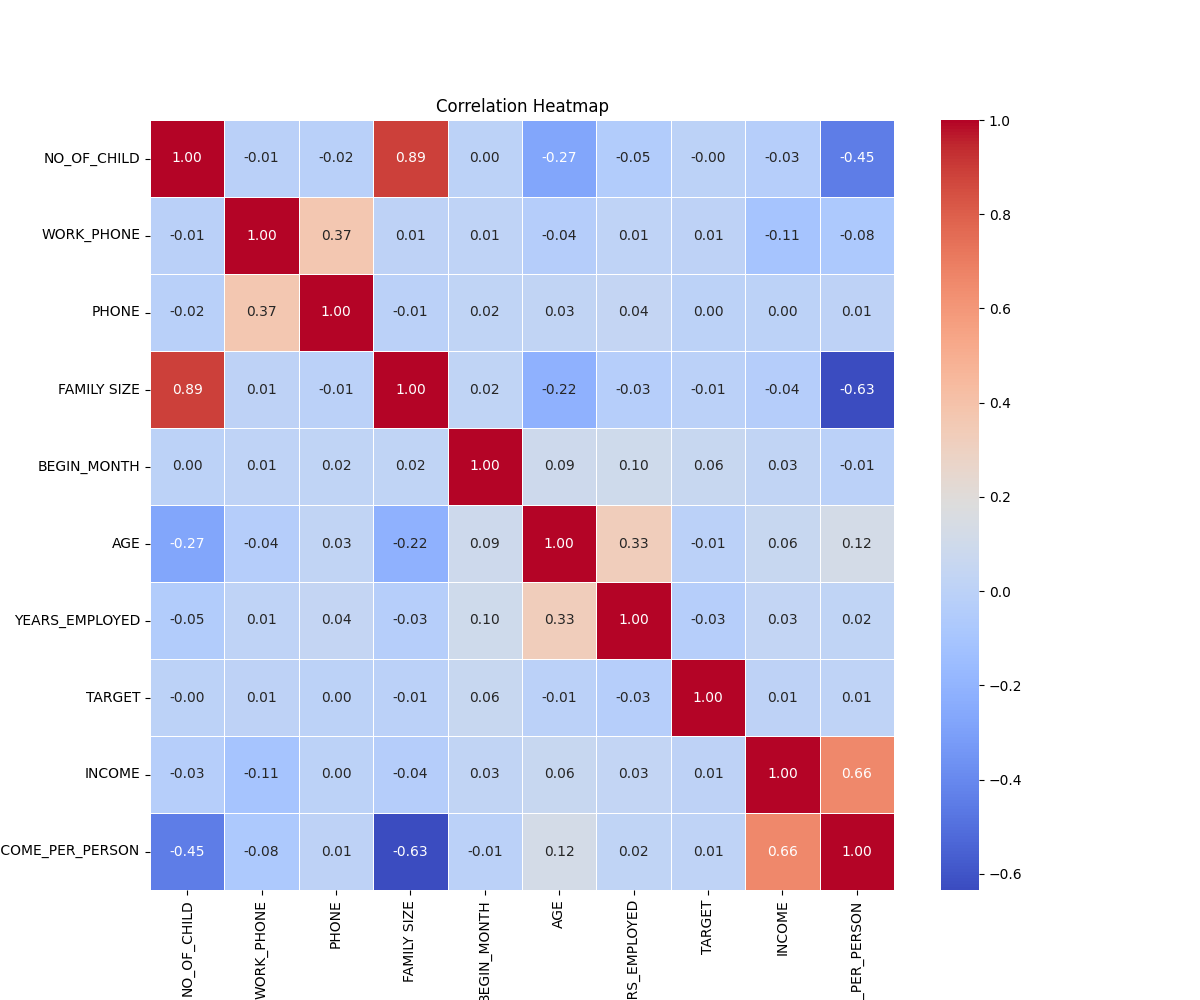 Correlation Heatmap
NO_OF_CHILD 1.00 -0.01 -0.02 0.89 0.00 -0.27 -0.05 -0.00 -0.03 -0.45
WORK_PHONE -0.01 1.00 0.37 0.01 0.01 -0.04 0.01 0.01 -0.11 -0.08
PHONE -0.02 0.37 1.00 -0.01 0.02 0.03 0.04 0.00 0.00 0.01
FAMILY SIZE 0.89 0.01 -0.01 1.00 0.02 -0.22 -0.03 -0.01 -0.04 -0.63
BEGIN_MONTH 0.00 0.01 0.02 0.02 1.00 0.09 0.10 0.06 0.03 -0.01
AGE -0.27 -0.04 0.03 -0.22 0.09 1.00 0.33 -0.01 0.06 0.12
YEARS_EMPLOYED -0.05 0.01 0.04 -0.03 0.10 0.33 1.00 -0.03 0.03 0.02
TARGET -0.00 0.01 0.00 -0.01 0.06 -0.01 -0.03 1.00 0.01 0.01
INCOME -0.03 -0.11 0.00 -0.04 0.03 0.06 0.03 0.01 1.00 0.66
COME_PER_PERSON -0.45 -0.08 0.01 -0.63 -0.01 0.12 0.02 0.01 0.66 1.00
NO_OF_CHILD
WORK_PHONE
PHONE
FAMILY SIZE
BEGIN_MONTH
AGE
RS_EMPLOYED
TARGET
INCOME
_PER_PERSON
1.0
0.8
0.6
0.4
0.2
0.0
−0.2
−0.4
−0.6